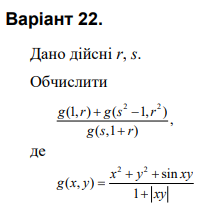 Варіант 22.
Дано дійсні r, s.
Обчислити
g(1,r)+g(s²−1,r²)
g(s,1+r) ,
де
g(x,y) = x² + y² + sin xy
1+|xy|